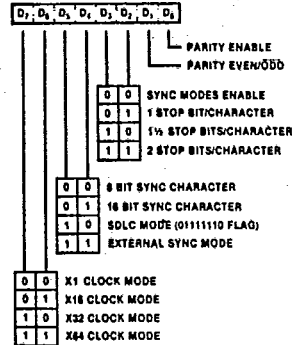 D7 D6 D5 D4 D3 D2 D1 D0
PARITY ENABLE
PARITY EVEN/O̅D̅D̅
0 0 SYNC MODES ENABLE
0 1 1 STOP BIT/CHARACTER
1 0 1½ STOP BITS/CHARACTER
1 1 2 STOP BITS/CHARACTER
0 0 8 BIT SYNC CHARACTER
0 1 16 BIT SYNC CHARACTER
1 0 SDLC MODE (01111110 FLAG)
1 1 EXTERNAL SYNC MODE
0 0 X1 CLOCK MODE
0 1 X16 CLOCK MODE
1 0 X32 CLOCK MODE
1 1 X64 CLOCK MODE